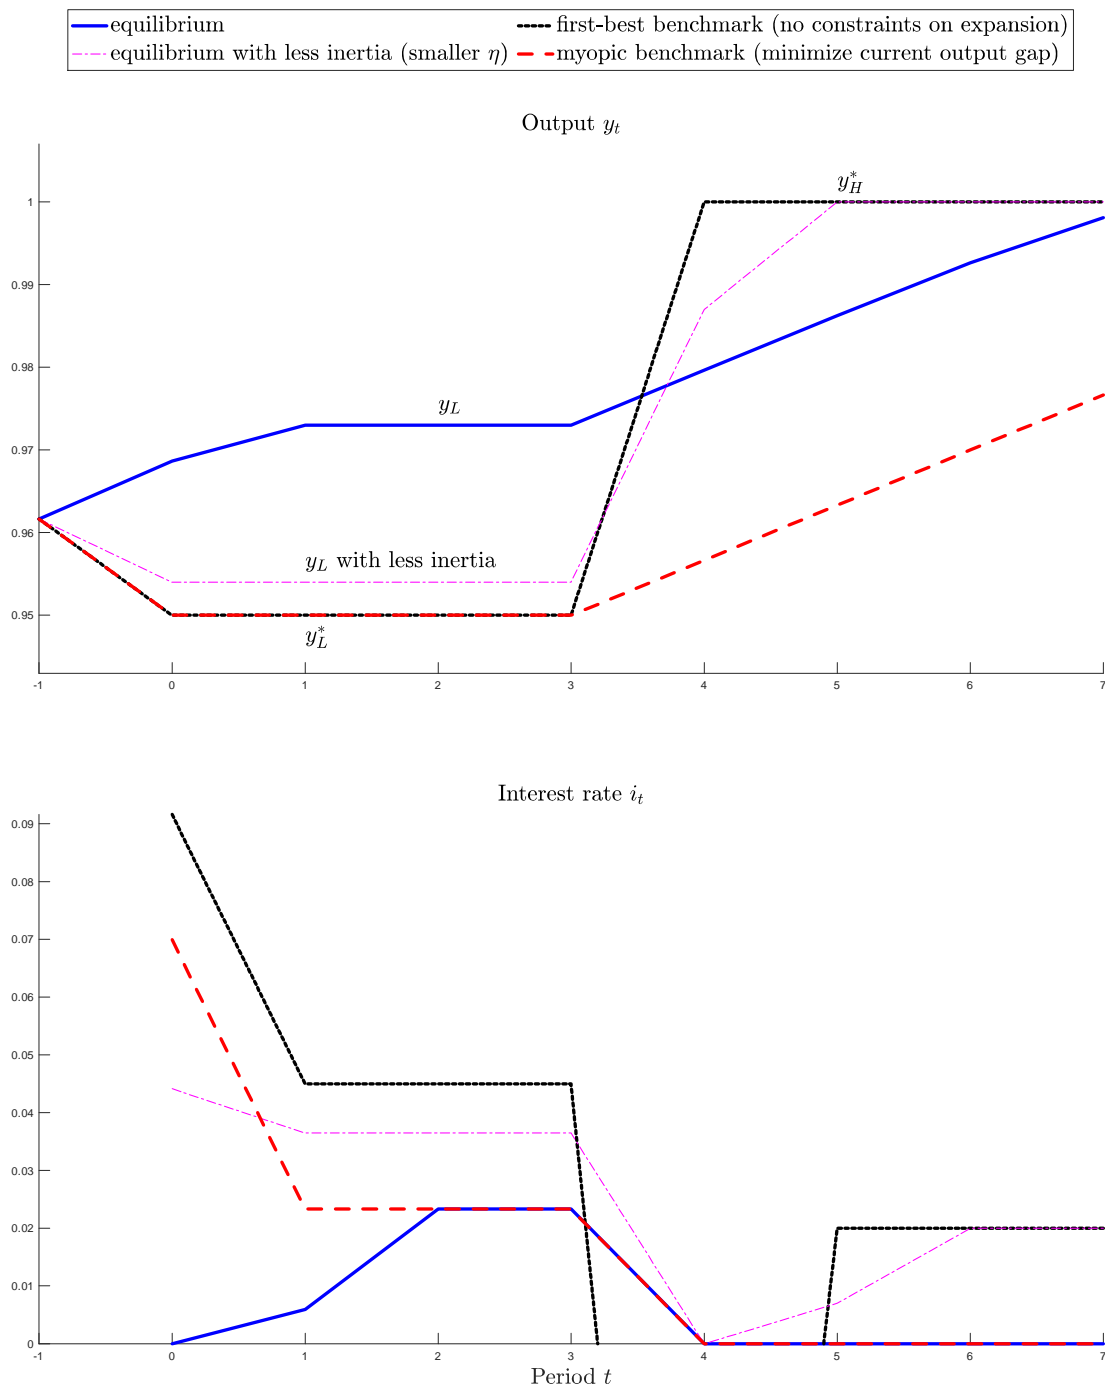 equilibrium
first-best benchmark (no constraints on expansion)
equilibrium with less inertia (smaller η)
myopic benchmark (minimize current output gap)
Output y_t
y*_H
1
0.99
0.98
y_L
0.97
0.96
y_L with less inertia
0.95
y*_L
-1 0 1 2 3 4 5 6 7
Interest rate i_t
0.09
0.08
0.07
0.06
0.05
0.04
0.03
0.02
0.01
0
-1 0 1 2 3 4 5 6 7
Period t